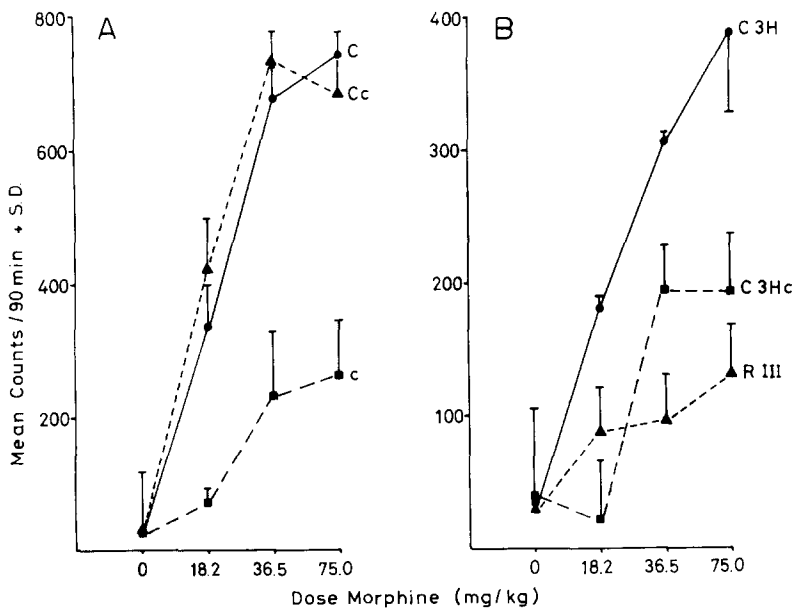 A
800
600
400
200
Mean Counts / 90 min + S.D.
C
Cc
c
0 18.2 36.5 75.0
B
400
300
200
100
C 3H
C 3Hc
R III
0 18.2 36.5 75.0
Dose Morphine (mg/kg)